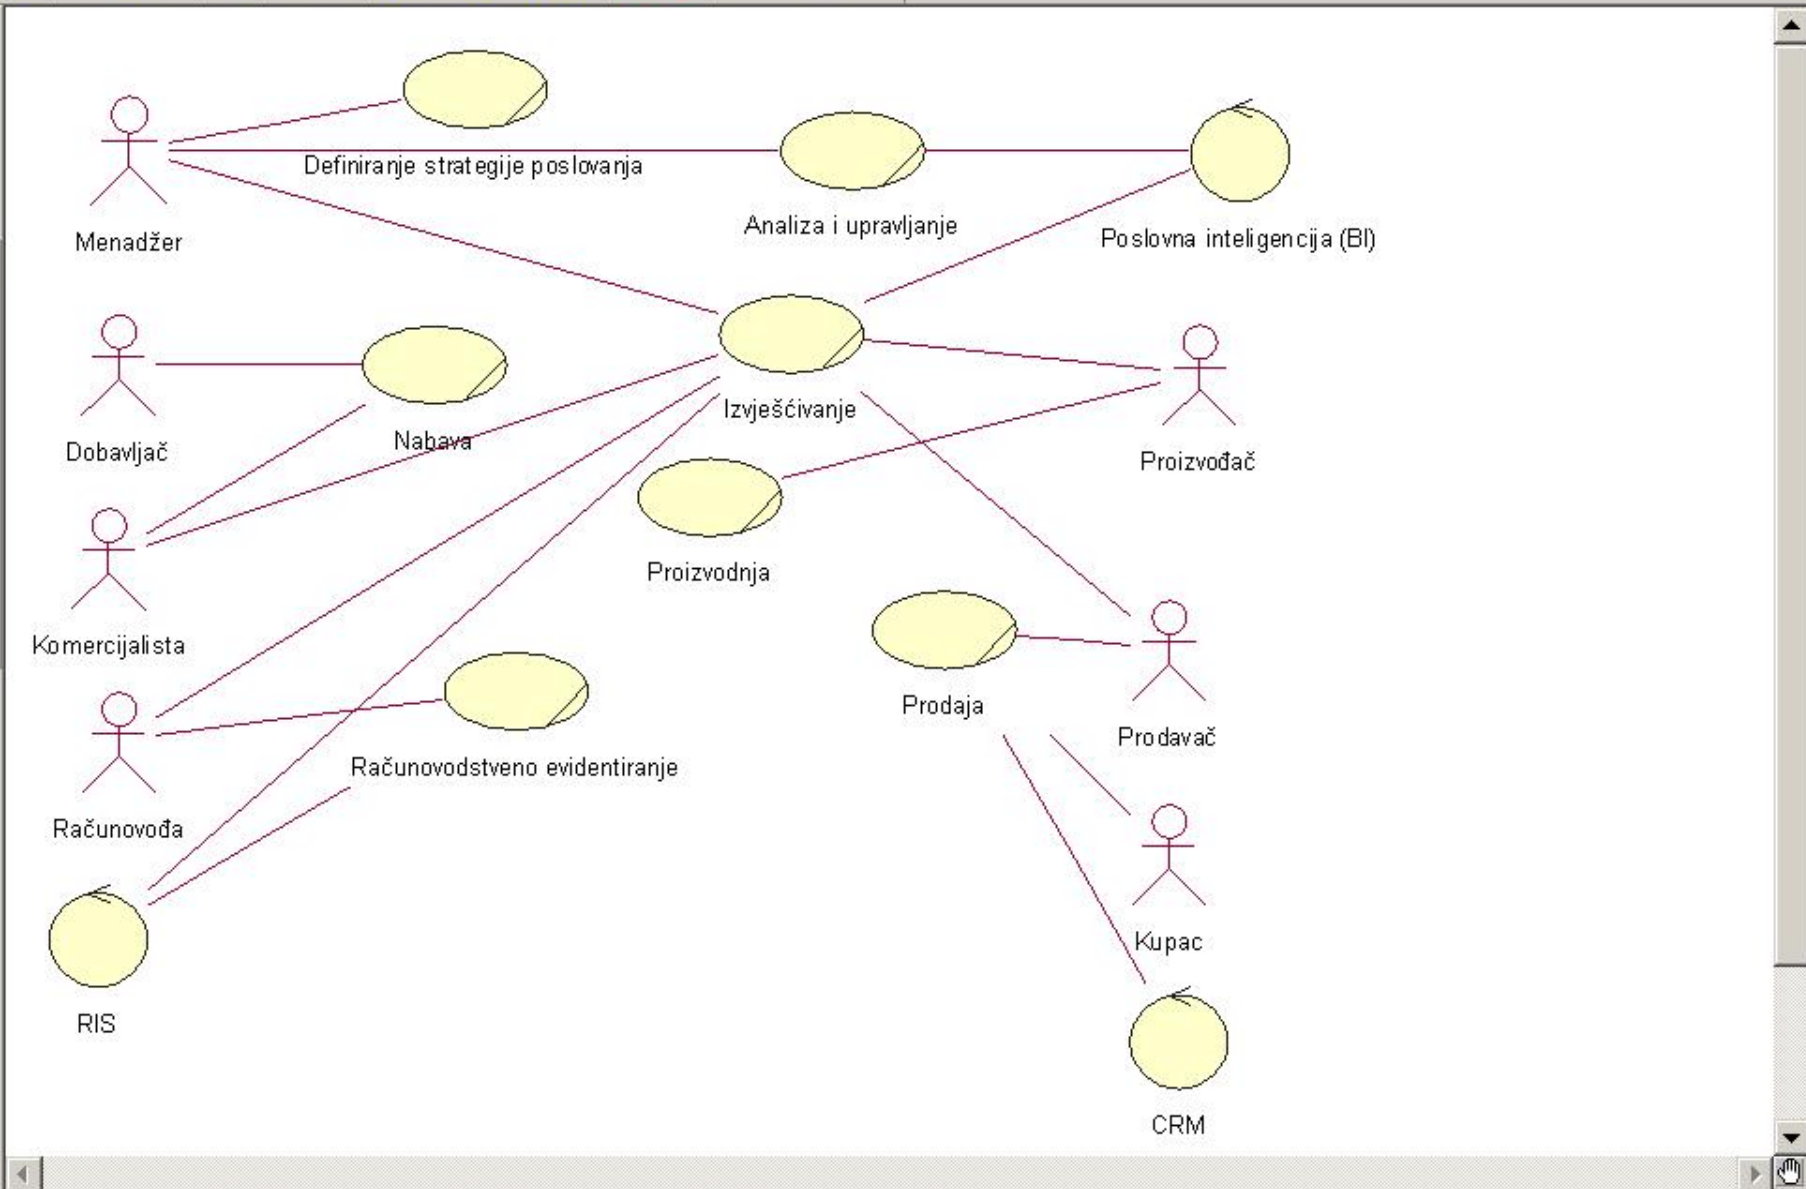 Definiranje strategije poslovanja
Analiza i upravljanje
Poslovna inteligencija (BI)
Menadžer
Izvješćivanje
Nabava
Dobavljač
Proizvođač
Proizvodnja
Komercijalista
Prodaja
Prodavač
Računovodstveno evidentiranje
Računovođa
Kupac
RIS
CRM